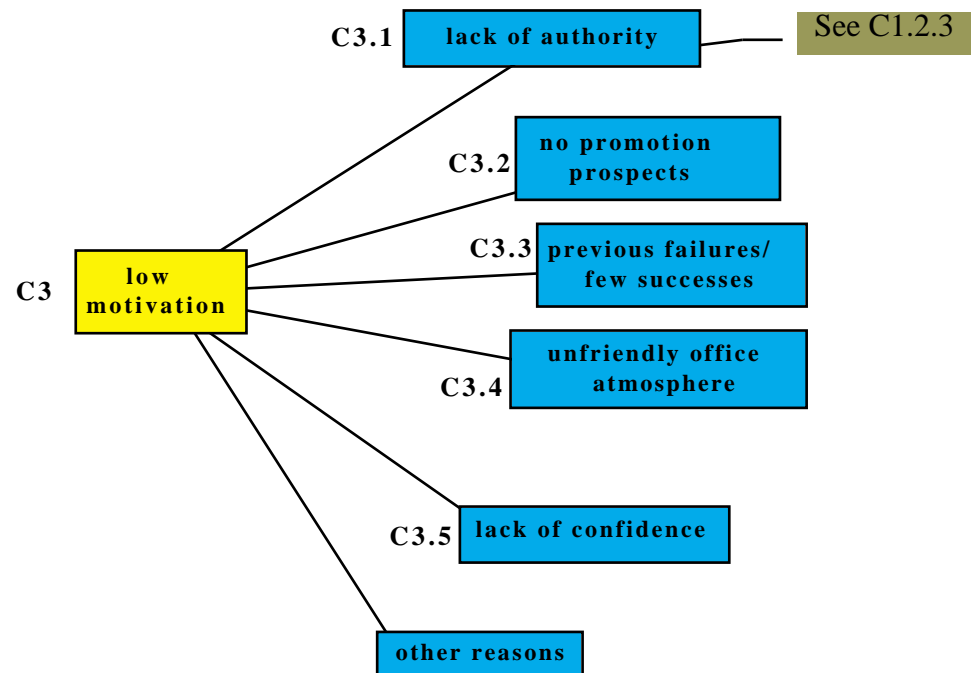 C3.1
lack of authority
See C1.2.3
C3.2
no promotion
prospects
C3.3
previous failures/
few successes
C3
low
motivation
C3.4
unfriendly office
atmosphere
C3.5
lack of confidence
other reasons